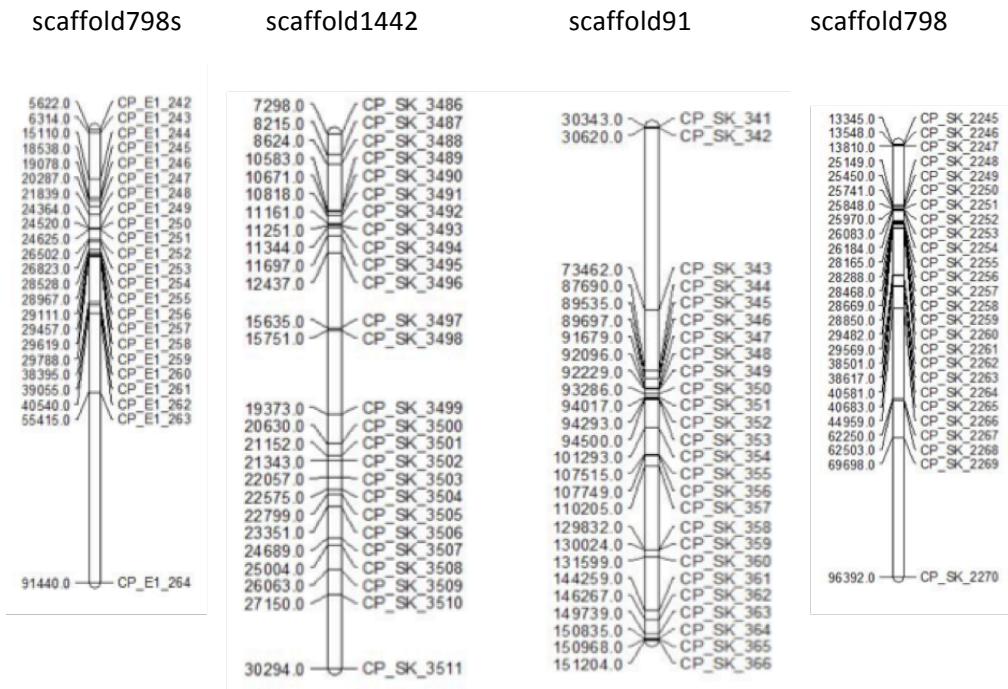 scaffold798s
5622.0 CP_E1_242
6314.0 CP_E1_243
15110.0 CP_E1_244
18538.0 CP_E1_245
19078.0 CP_E1_246
20287.0 CP_E1_247
21839.0 CP_E1_248
24364.0 CP_E1_249
24520.0 CP_E1_250
24625.0 CP_E1_251
26502.0 CP_E1_252
26823.0 CP_E1_253
28528.0 CP_E1_254
28967.0 CP_E1_255
29111.0 CP_E1_256
29457.0 CP_E1_257
29619.0 CP_E1_258
29788.0 CP_E1_259
38395.0 CP_E1_260
39055.0 CP_E1_261
40540.0 CP_E1_262
55415.0 CP_E1_263
91440.0 CP_E1_264
scaffold1442
7298.0 CP_SK_3486
8215.0 CP_SK_3487
8624.0 CP_SK_3488
10583.0 CP_SK_3489
10671.0 CP_SK_3490
10818.0 CP_SK_3491
11161.0 CP_SK_3492
11251.0 CP_SK_3493
11344.0 CP_SK_3494
11697.0 CP_SK_3495
12437.0 CP_SK_3496
15635.0 CP_SK_3497
15751.0 CP_SK_3498
19373.0 CP_SK_3499
20630.0 CP_SK_3500
21152.0 CP_SK_3501
21343.0 CP_SK_3502
22057.0 CP_SK_3503
22575.0 CP_SK_3504
22799.0 CP_SK_3505
23351.0 CP_SK_3506
24689.0 CP_SK_3507
25004.0 CP_SK_3508
26063.0 CP_SK_3509
27150.0 CP_SK_3510
30294.0 CP_SK_3511
scaffold91
30343.0 CP_SK_341
30620.0 CP_SK_342
73462.0 CP_SK_343
87690.0 CP_SK_344
89535.0 CP_SK_345
89697.0 CP_SK_346
91679.0 CP_SK_347
92096.0 CP_SK_348
92229.0 CP_SK_349
93286.0 CP_SK_350
94017.0 CP_SK_351
94293.0 CP_SK_352
94500.0 CP_SK_353
101293.0 CP_SK_354
107515.0 CP_SK_355
107749.0 CP_SK_356
110205.0 CP_SK_357
129832.0 CP_SK_358
130024.0 CP_SK_359
131599.0 CP_SK_360
144259.0 CP_SK_361
146267.0 CP_SK_362
149739.0 CP_SK_363
150835.0 CP_SK_364
150968.0 CP_SK_365
151204.0 CP_SK_366
scaffold798
13345.0 CP_SK_2245
13548.0 CP_SK_2246
13810.0 CP_SK_2247
25149.0 CP_SK_2248
25450.0 CP_SK_2249
25741.0 CP_SK_2250
25848.0 CP_SK_2251
25970.0 CP_SK_2252
26083.0 CP_SK_2253
26184.0 CP_SK_2254
28165.0 CP_SK_2255
28288.0 CP_SK_2256
28468.0 CP_SK_2257
28669.0 CP_SK_2258
28850.0 CP_SK_2259
29482.0 CP_SK_2260
29569.0 CP_SK_2261
38501.0 CP_SK_2262
38617.0 CP_SK_2263
40581.0 CP_SK_2264
40683.0 CP_SK_2265
44959.0 CP_SK_2266
62250.0 CP_SK_2267
62503.0 CP_SK_2268
69698.0 CP_SK_2269
96392.0 CP_SK_2270